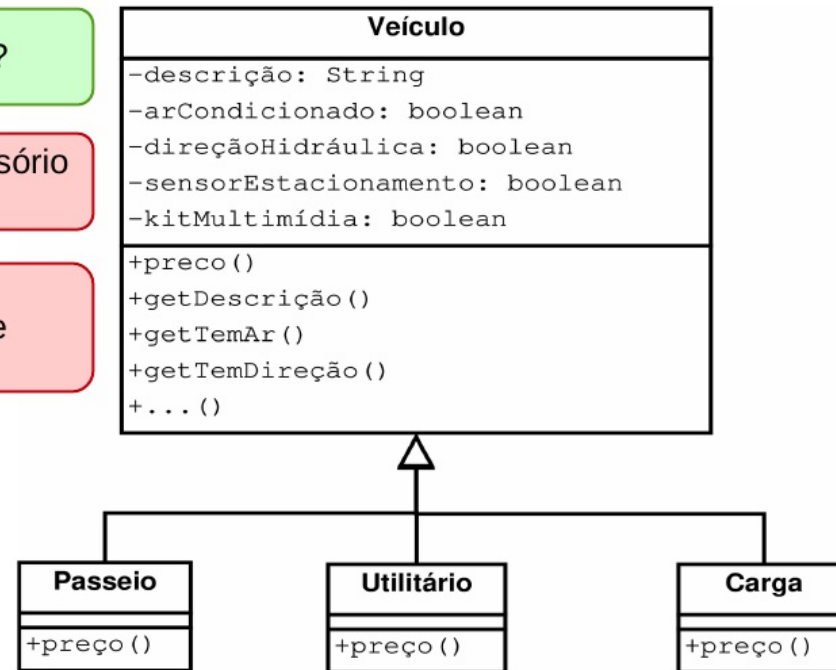 ?
sório
e
Veículo
-descrição: String
-arCondicionado: boolean
-direçãoHidráulica: boolean
-sensorEstacionamento: boolean
-kitMultimídia: boolean
+preco()
+getDescrição()
+getTemAr()
+getTemDireção()
+...()
Passeio
+preço()
Utilitário
+preço()
Carga
+preço()